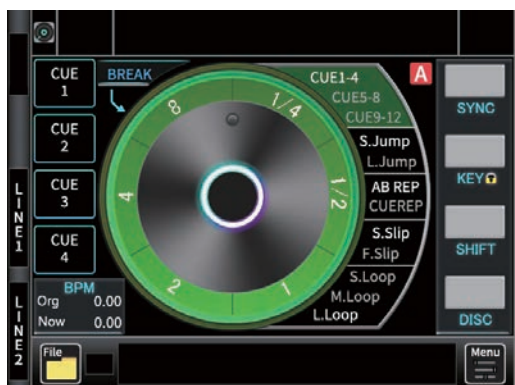 CUE
1
BREAK
CUE
2
CUE
3
CUE
4
BPM
Org 0.00
Now 0.00
LINE1
LINE2
File
8
1/4
4
1/2
2
1
CUE1-4
CUE5-8
CUE9-12
S.Jump
L.Jump
AB REP
CUEREP
S.Slip
F.Slip
S.Loop
M.Loop
L.Loop
A
SYNC
KEY
SHIFT
DISC
Menu